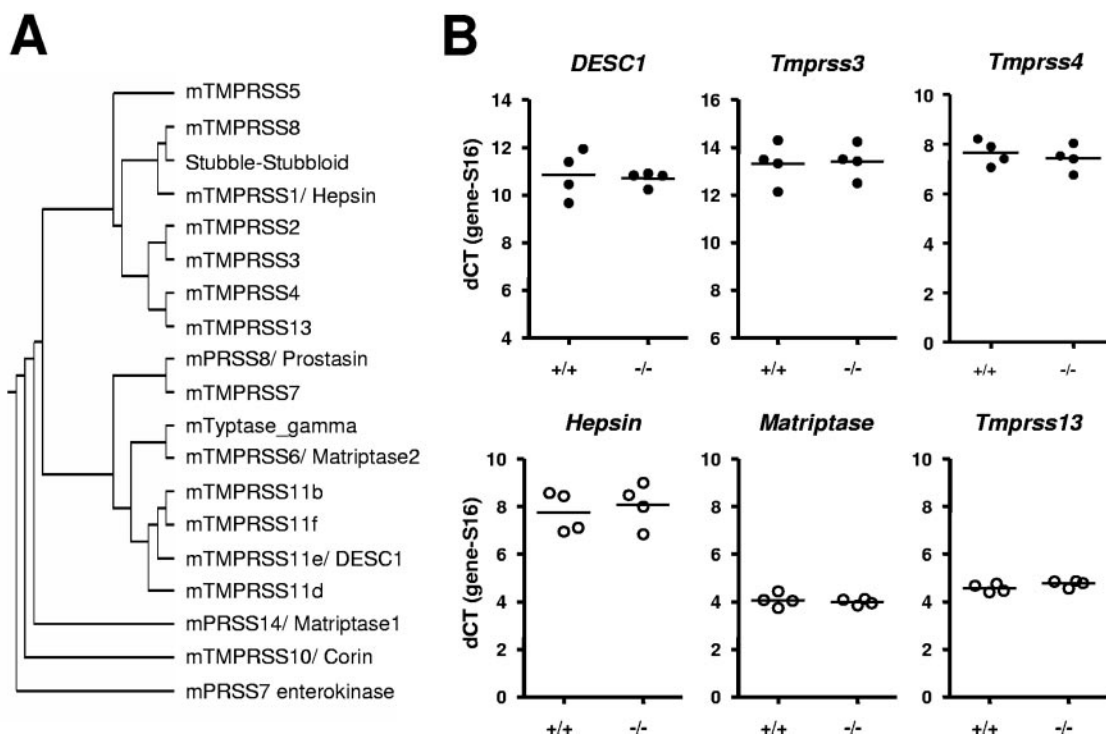 A
mTMPRSS5
mTMPRSS8
Stubble-Stubbloid
mTMPRSS1/ Hepsin
mTMPRSS2
mTMPRSS3
mTMPRSS4
mTMPRSS13
mPRSS8/ Prostasin
mTMPRSS7
mTyptase_gamma
mTMPRSS6/ Matriptase2
mTMPRSS11b
mTMPRSS11f
mTMPRSS11e/ DESC1
mTMPRSS11d
mPRSS14/ Matriptase1
mTMPRSS10/ Corin
mPRSS7 enterokinase
B
DESC1
dCT (gene-S16)
14
12
10
8
6
4
+/+ -/-
Tmprss3
16
14
12
10
8
6
+/+ -/-
Tmprss4
10
8
6
4
2
0
+/+ -/-
Hepsin
dCT (gene-S16)
10
8
6
4
2
0
+/+ -/-
Matriptase
10
8
6
4
2
0
+/+ -/-
Tmprss13
10
8
6
4
2
0
+/+ -/-